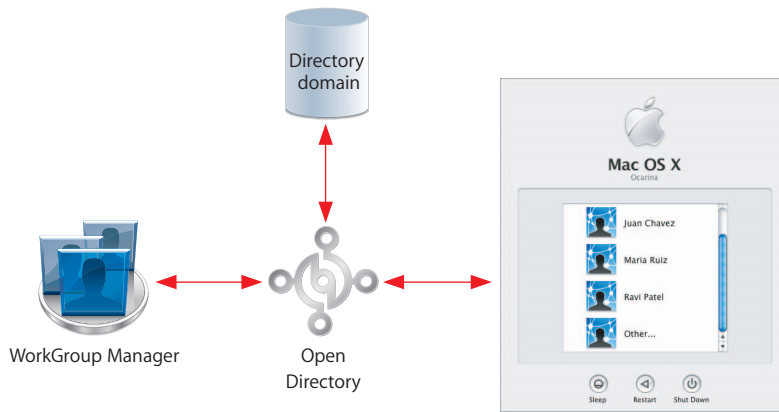 Directory
domain
WorkGroup Manager
Open
Directory
Mac OS X
Ocarina
Juan Chavez
Maria Ruiz
Ravi Patel
Other...
Sleep
Restart
Shut Down